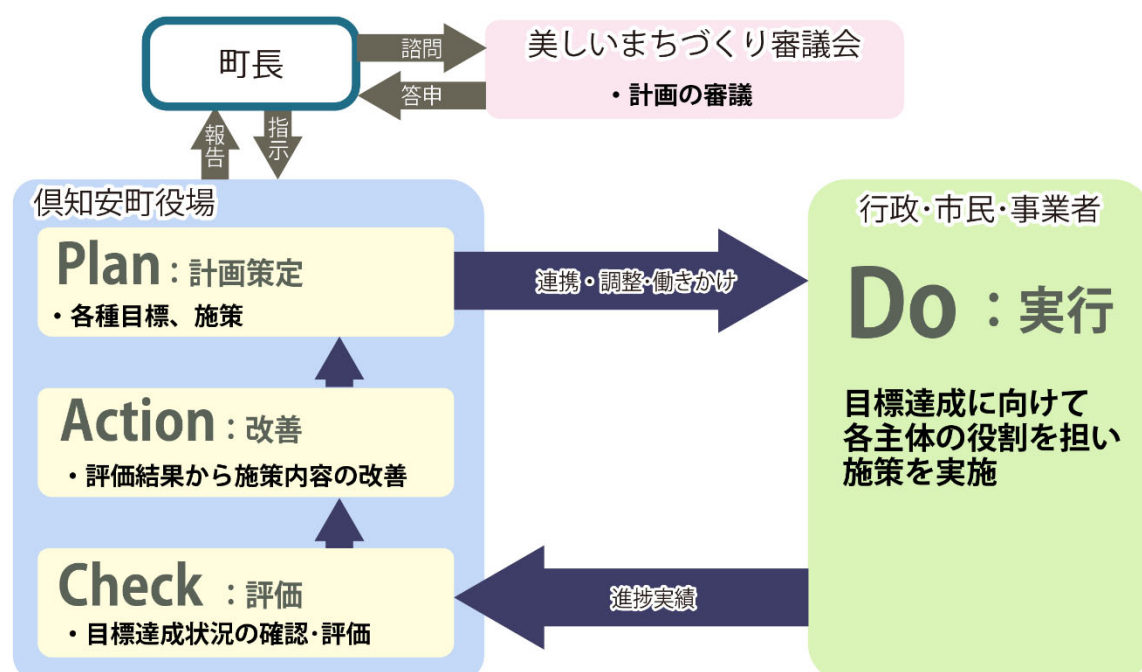 町長
諮問
答申
美しいまちづくり審議会
・計画の審議
報告
指示
倶知安町役場
Plan：計画策定
・各種目標、施策
Action：改善
・評価結果から施策内容の改善
Check：評価
・目標達成状況の確認・評価
連携・調整・働きかけ
進捗実績
行政・市民・事業者
Do：実行
目標達成に向けて
各主体の役割を担い
施策を実施